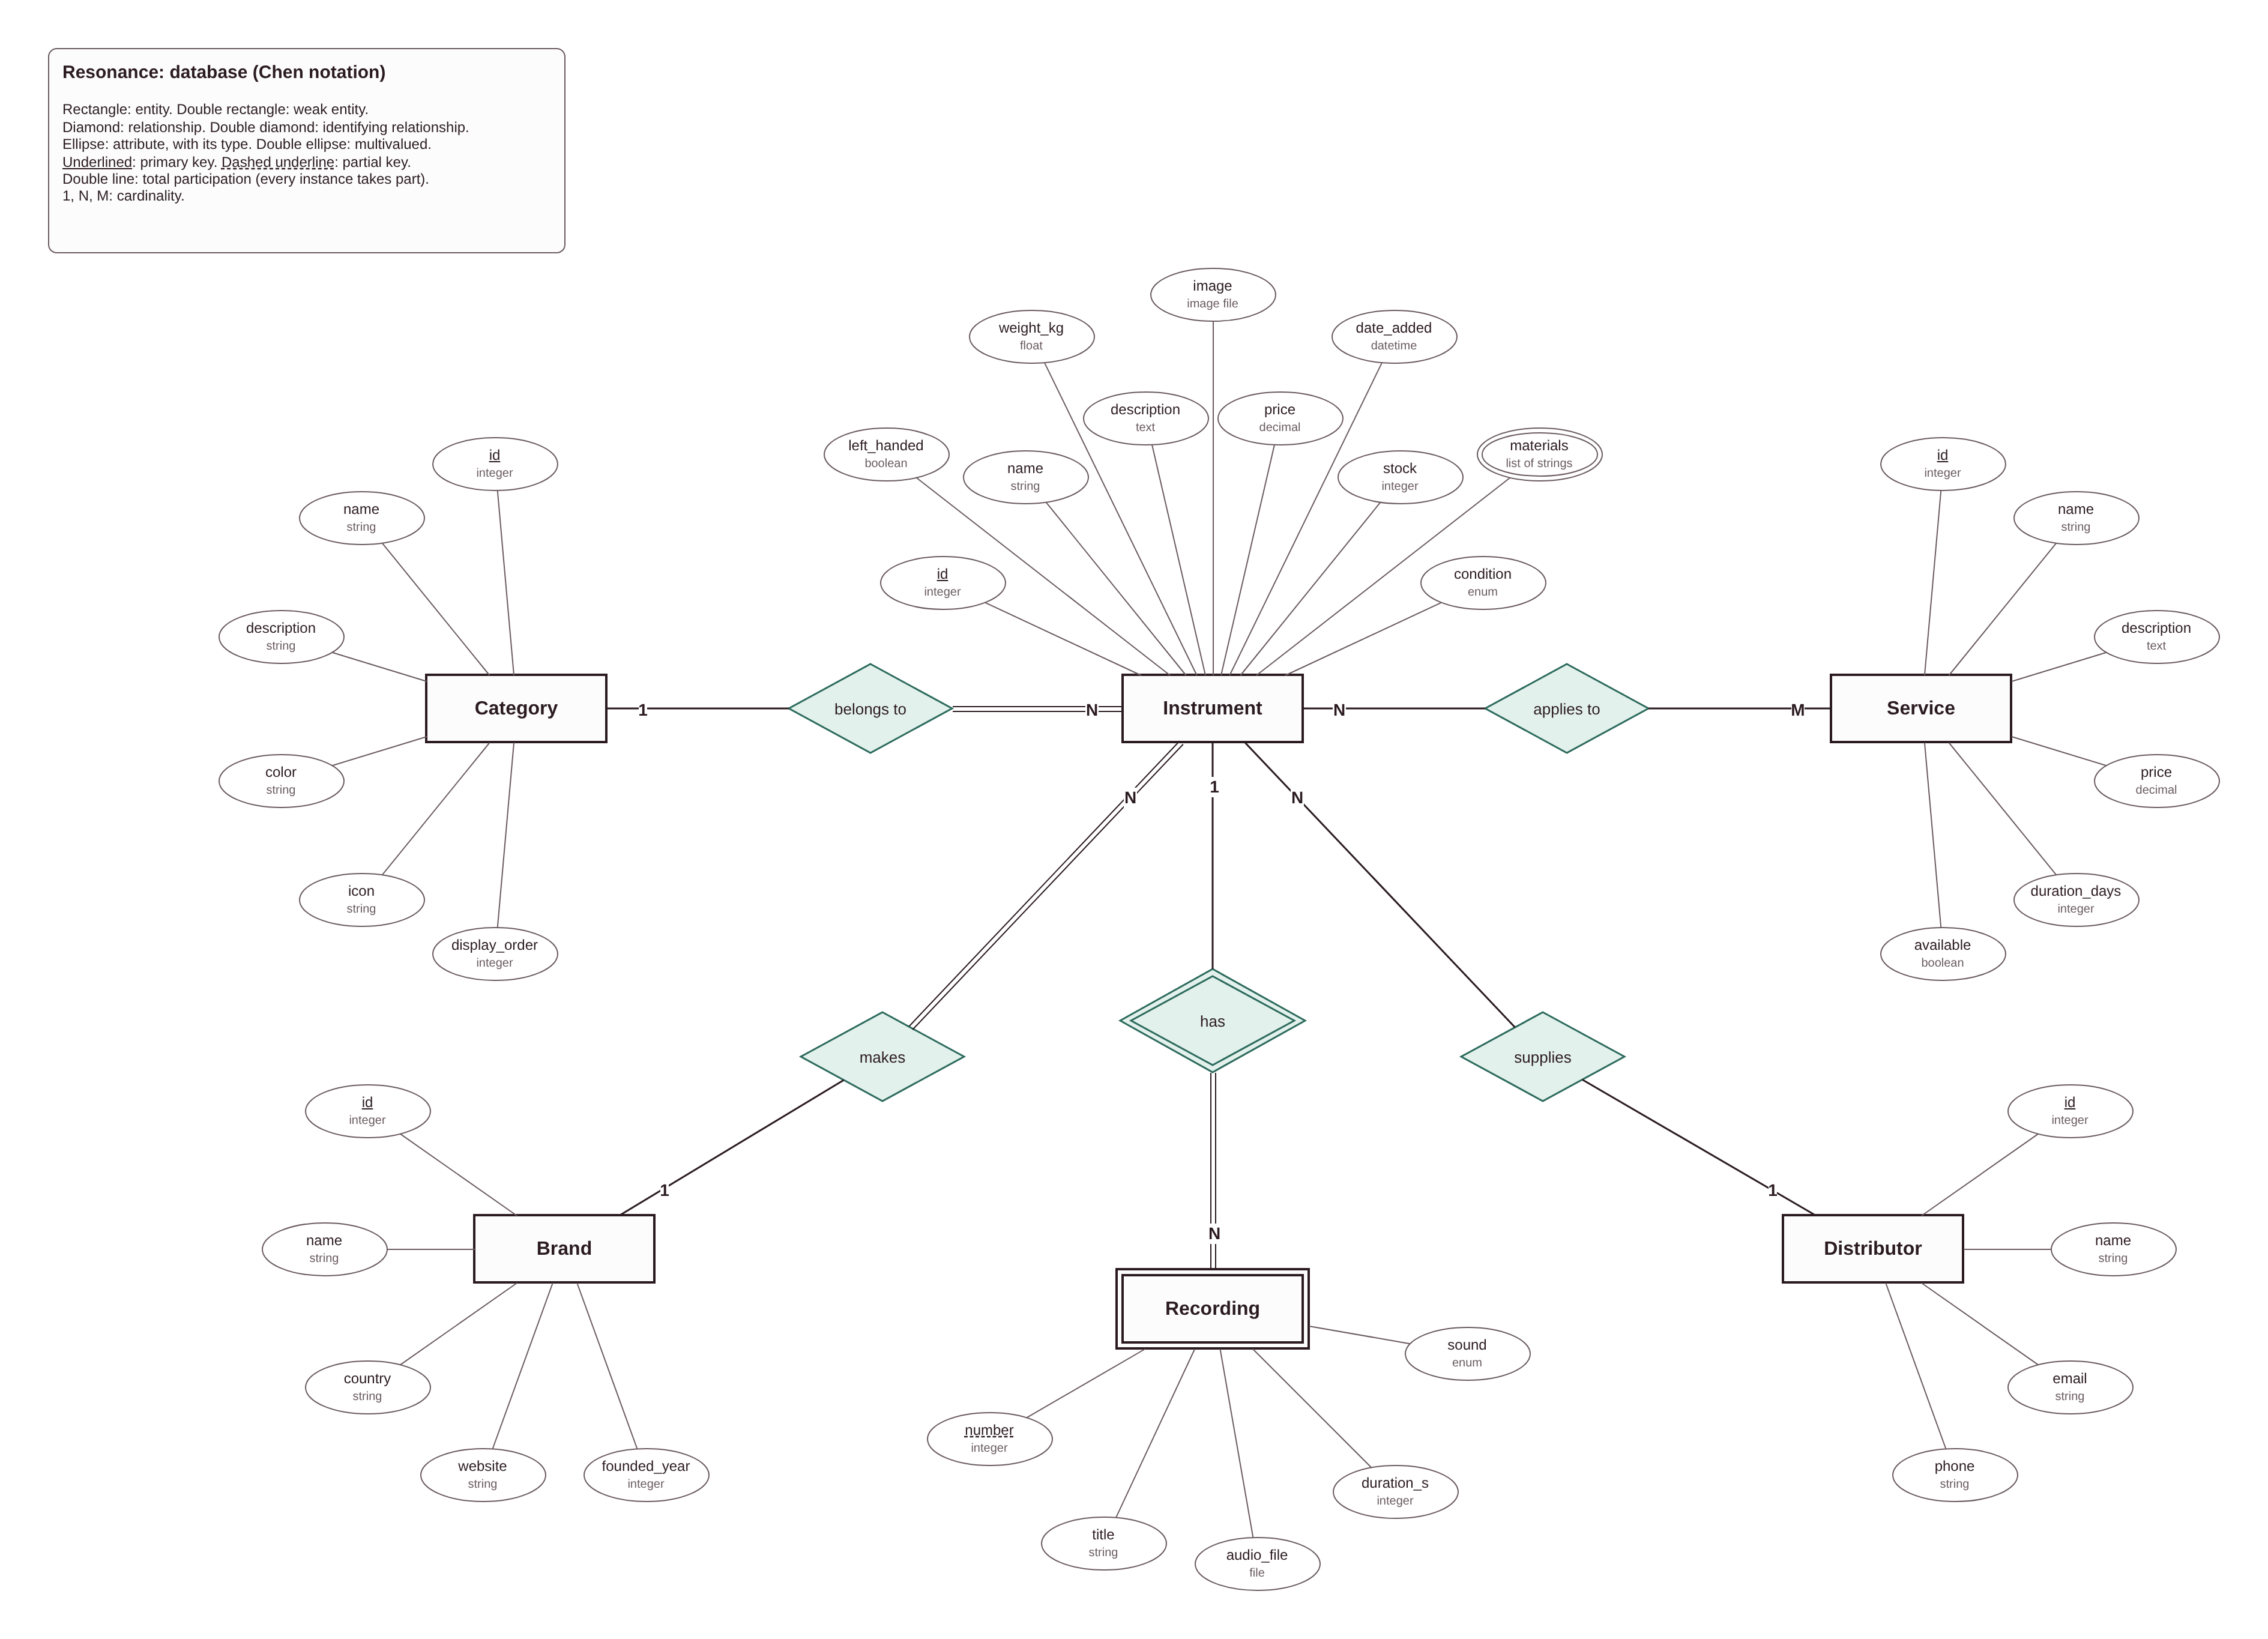 Resonance: database (Chen notation)
Rectangle: entity. Double rectangle: weak entity.
Diamond: relationship. Double diamond: identifying relationship.
Ellipse: attribute, with its type. Double ellipse: multivalued.
Underlined: primary key. Dashed underline: partial key.
Double line: total participation (every instance takes part).
1, N, M: cardinality.
image
image file
weight_kg
float
date_added
datetime
description
text
price
decimal
left_handed
boolean
name
string
stock
integer
materials
list of strings
id
integer
condition
enum
id
integer
name
string
description
string
color
string
icon
string
display_order
integer
Category
1
belongs to
N
Instrument
N
applies to
M
Service
id
integer
name
string
description
text
price
decimal
duration_days
integer
available
boolean
N
1
N
makes
has
supplies
1
N
1
Brand
id
integer
name
string
country
string
website
string
founded_year
integer
Recording
sound
enum
number
integer
duration_s
integer
title
string
audio_file
file
Distributor
id
integer
name
string
email
string
phone
string